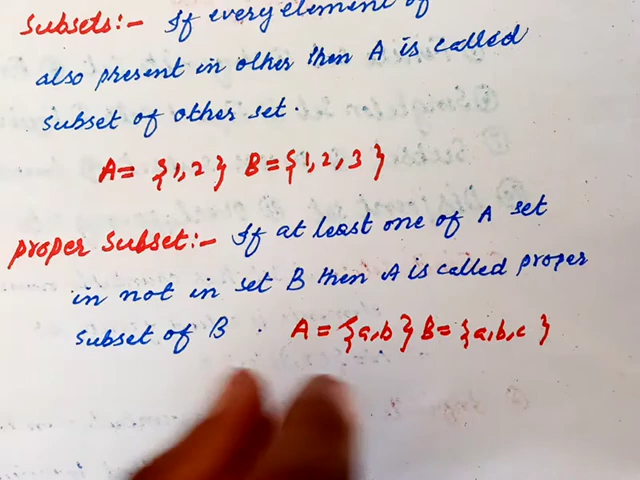 Subsets:- If every element of
also present in other then A is called
subset of other set.
A= {1,2} B={1,2,3}
Proper Subset:- If at least one of A set
in not in set B then A is called proper
subset of B. A={a,b} B={a,b,c}